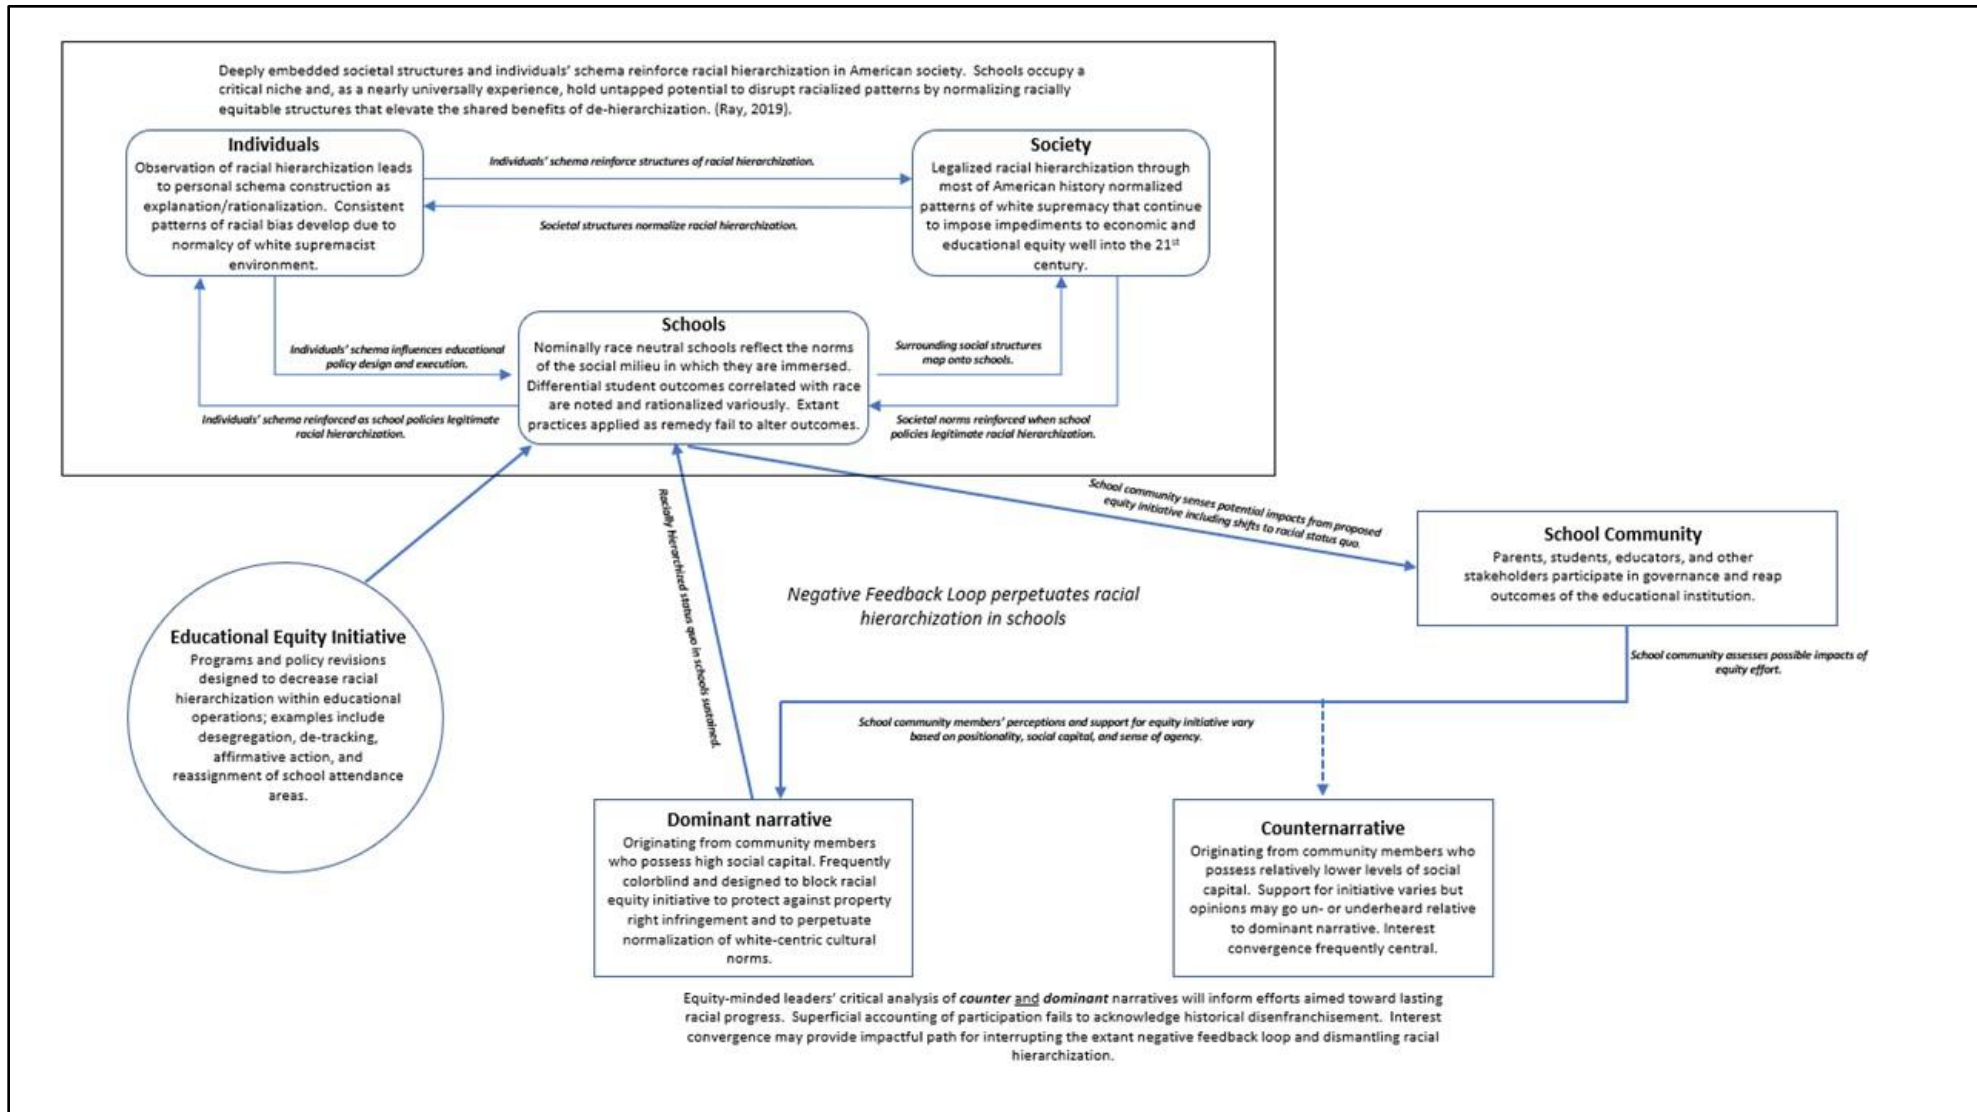 Deeply embedded societal structures and individuals' schema reinforce racial hierarchization in American society.  Schools occupy a
critical niche and, as a nearly universally experience, hold untapped potential to disrupt racialized patterns by normalizing racially
equitable structures that elevate the shared benefits of de-hierarchization. (Ray, 2019).
Individuals
Observation of racial hierarchization leads
to personal schema construction as
explanation/rationalization.  Consistent
patterns of racial bias develop due to
normalcy of white supremacist
environment.
Individuals' schema reinforce structures of racial hierarchization.
Societal structures normalize racial hierarchization.
Society
Legalized racial hierarchization through
most of American history normalized
patterns of white supremacy that continue
to impose impediments to economic and
educational equity well into the 21st
century.
Individuals' schema influences educational
policy design and execution.
Individuals' schema reinforced as school policies legitimate
racial hierarchization.
Schools
Nominally race neutral schools reflect the norms
of the social milieu in which they are immersed.
Differential student outcomes correlated with race
are noted and rationalized variously.  Extant
practices applied as remedy fail to alter outcomes.
Surrounding social structures
map onto schools.
Societal norms reinforced when school
policies legitimate racial hierarchization.
Educational Equity Initiative
Programs and policy revisions
designed to decrease racial
hierarchization within educational
operations; examples include
desegregation, de-tracking,
affirmative action, and
reassignment of school attendance
areas.
Racially hierarchized status quo in schools sustained.
Negative Feedback Loop perpetuates racial
hierarchization in schools
School community senses potential impacts from proposed
equity initiative including shifts to racial status quo.
School Community
Parents, students, educators, and other
stakeholders participate in governance and reap
outcomes of the educational institution.
School community assesses possible impacts of
equity effort.
School community members' perceptions and support for equity initiative vary
based on positionality, social capital, and sense of agency.
Dominant narrative
Originating from community members
who possess high social capital. Frequently
colorblind and designed to block racial
equity initiative to protect against property
right infringement and to perpetuate
normalization of white-centric cultural
norms.
Counternarrative
Originating from community members who
possess relatively lower levels of social
capital.  Support for initiative varies but
opinions may go un- or underheard relative
to dominant narrative. Interest
convergence frequently central.
Equity-minded leaders' critical analysis of counter and dominant narratives will inform efforts aimed toward lasting
racial progress.  Superficial accounting of participation fails to acknowledge historical disenfranchisement.  Interest
convergence may provide impactful path for interrupting the extant negative feedback loop and dismantling racial
hierarchization.